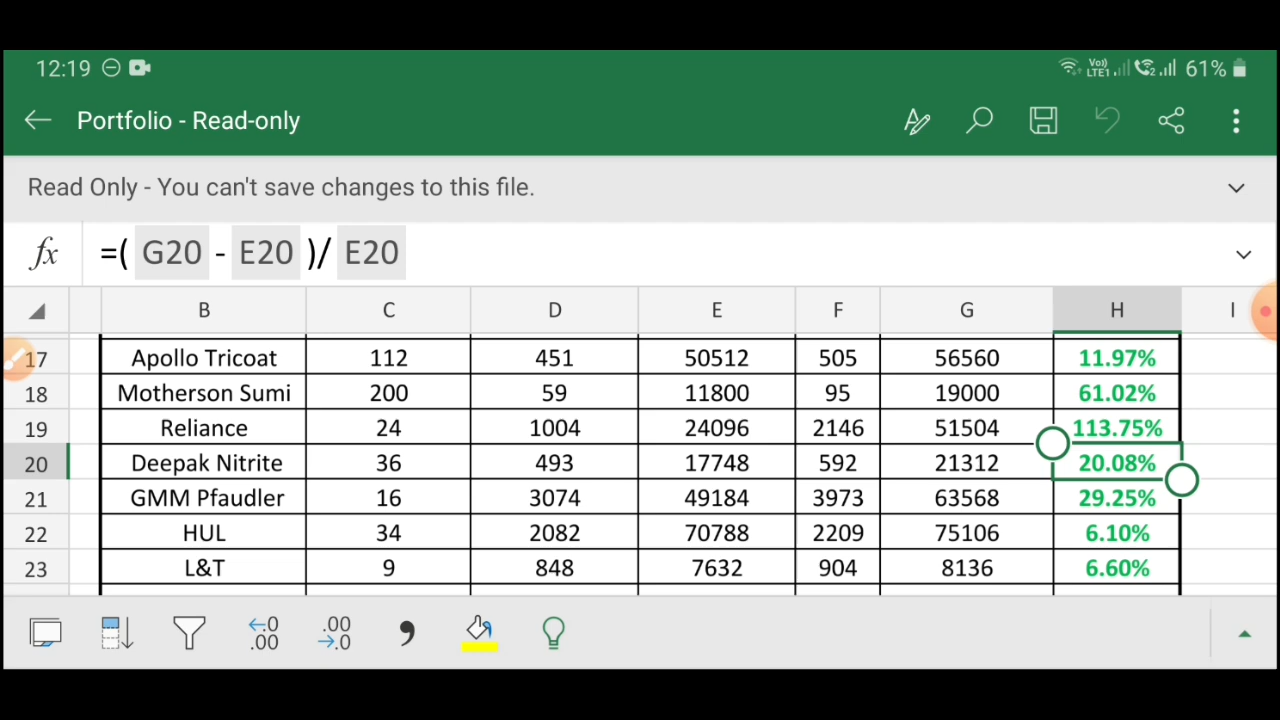 12:19 Vo)) LTE1 2 61%
Portfolio - Read-only
Read Only - You can't save changes to this file.
fx =( G20 - E20 )/ E20
B C D E F G H I
17 Apollo Tricoat 112 451 50512 505 56560 11.97%
18 Motherson Sumi 200 59 11800 95 19000 61.02%
19 Reliance 24 1004 24096 2146 51504 113.75%
20 Deepak Nitrite 36 493 17748 592 21312 20.08%
21 GMM Pfaudler 16 3074 49184 3973 63568 29.25%
22 HUL 34 2082 70788 2209 75106 6.10%
23 L&T 9 848 7632 904 8136 6.60%
←.0 .00
.00 →.0